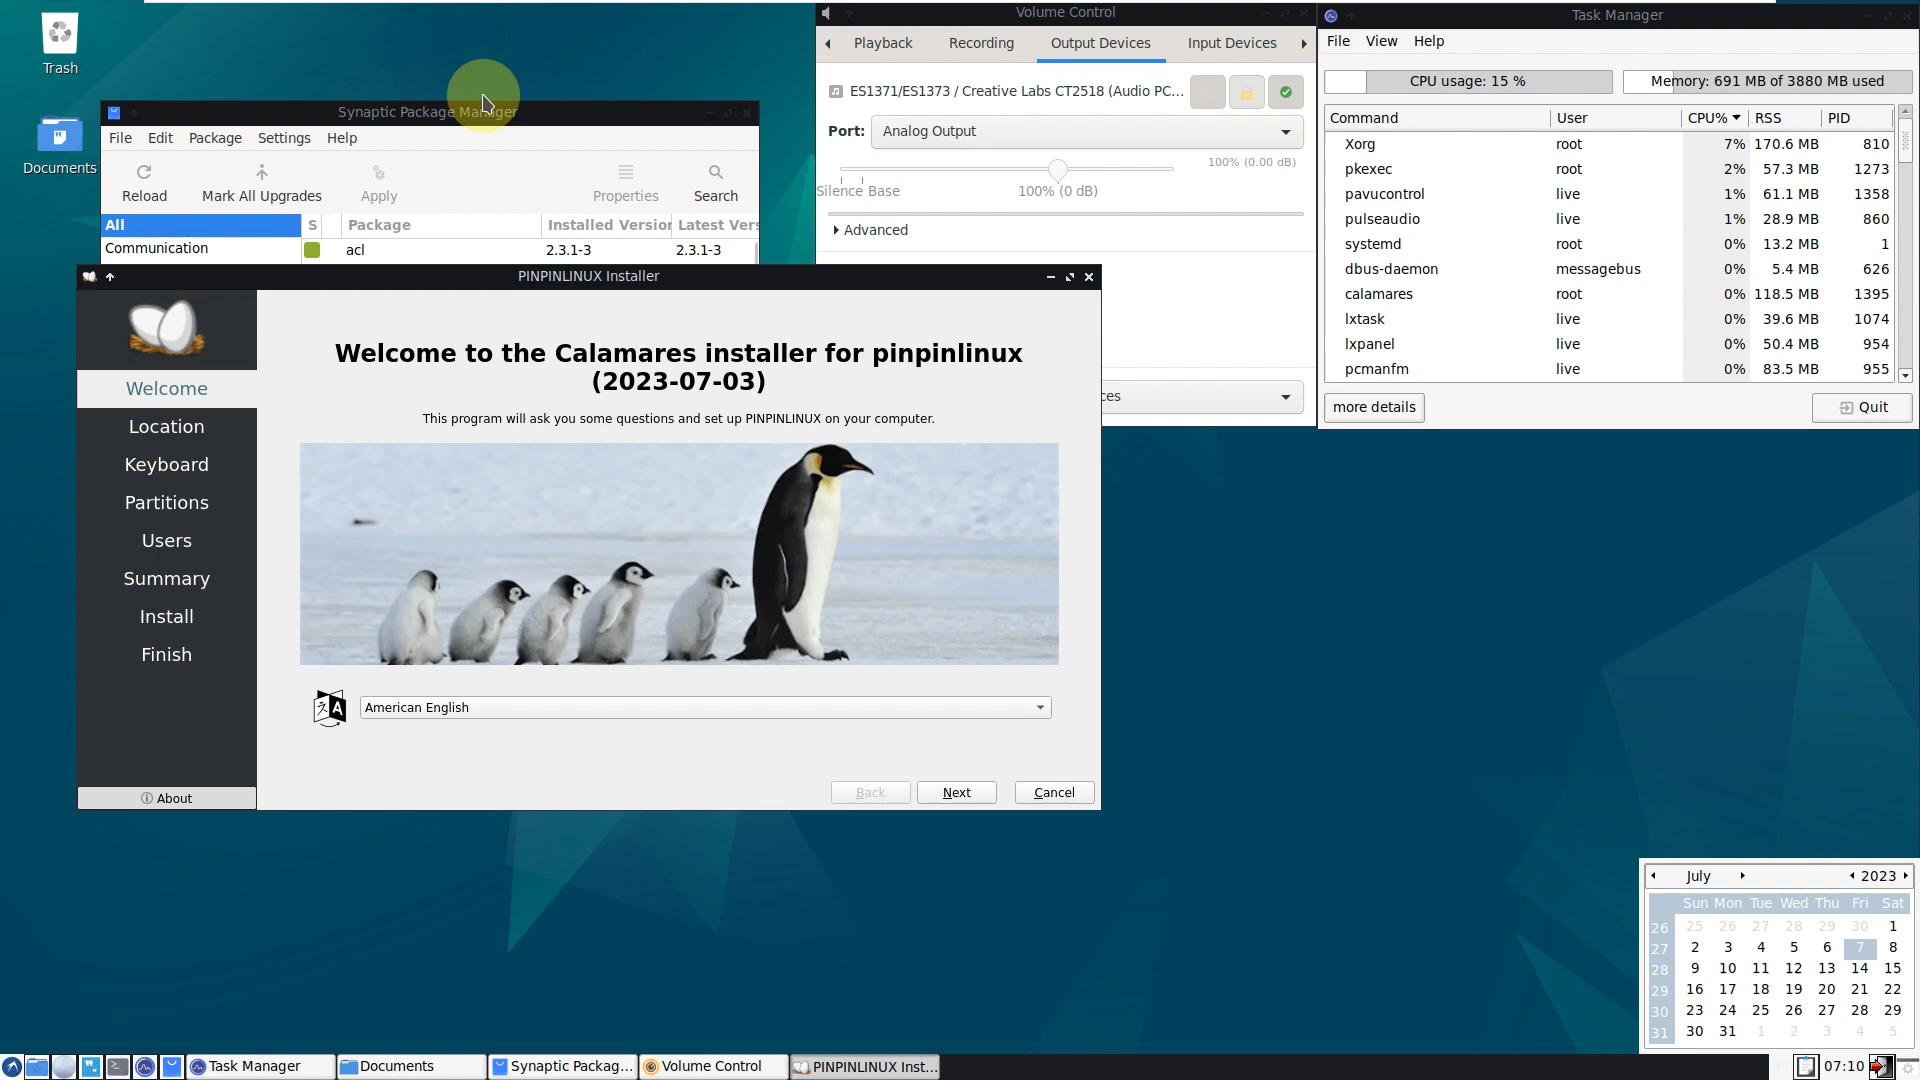 Trash
Documents
Synaptic Package Manager
File Edit Package Settings Help
Reload Mark All Upgrades Apply Properties Search
All S Package Installed Version Latest Vers
Communication acl 2.3.1-3 2.3.1-3
Volume Control
Playback Recording Output Devices Input Devices
ES1371/ES1373 / Creative Labs CT2518 (Audio PC...
Port: Analog Output
100% (0.00 dB)
Silence Base 100% (0 dB)
Advanced
ces
Task Manager
File View Help
CPU usage: 15 % Memory: 691 MB of 3880 MB used
Command User CPU% RSS PID
Xorg root 7% 170.6 MB 810
pkexec root 2% 57.3 MB 1273
pavucontrol live 1% 61.1 MB 1358
pulseaudio live 1% 28.9 MB 860
systemd root 0% 13.2 MB 1
dbus-daemon messagebus 0% 5.4 MB 626
calamares root 0% 118.5 MB 1395
lxtask live 0% 39.6 MB 1074
lxpanel live 0% 50.4 MB 954
pcmanfm live 0% 83.5 MB 955
more details Quit
PINPINLINUX Installer
Welcome
Location
Keyboard
Partitions
Users
Summary
Install
Finish
About
Welcome to the Calamares installer for pinpinlinux
(2023-07-03)
This program will ask you some questions and set up PINPINLINUX on your computer.
American English
Back Next Cancel
July 2023
Sun Mon Tue Wed Thu Fri Sat
26 25 26 27 28 29 30 1
27 2 3 4 5 6 7 8
28 9 10 11 12 13 14 15
29 16 17 18 19 20 21 22
30 23 24 25 26 27 28 29
31 30 31 1 2 3 4 5
Task Manager Documents Synaptic Packag... Volume Control PINPINLINUX Inst... 07:10